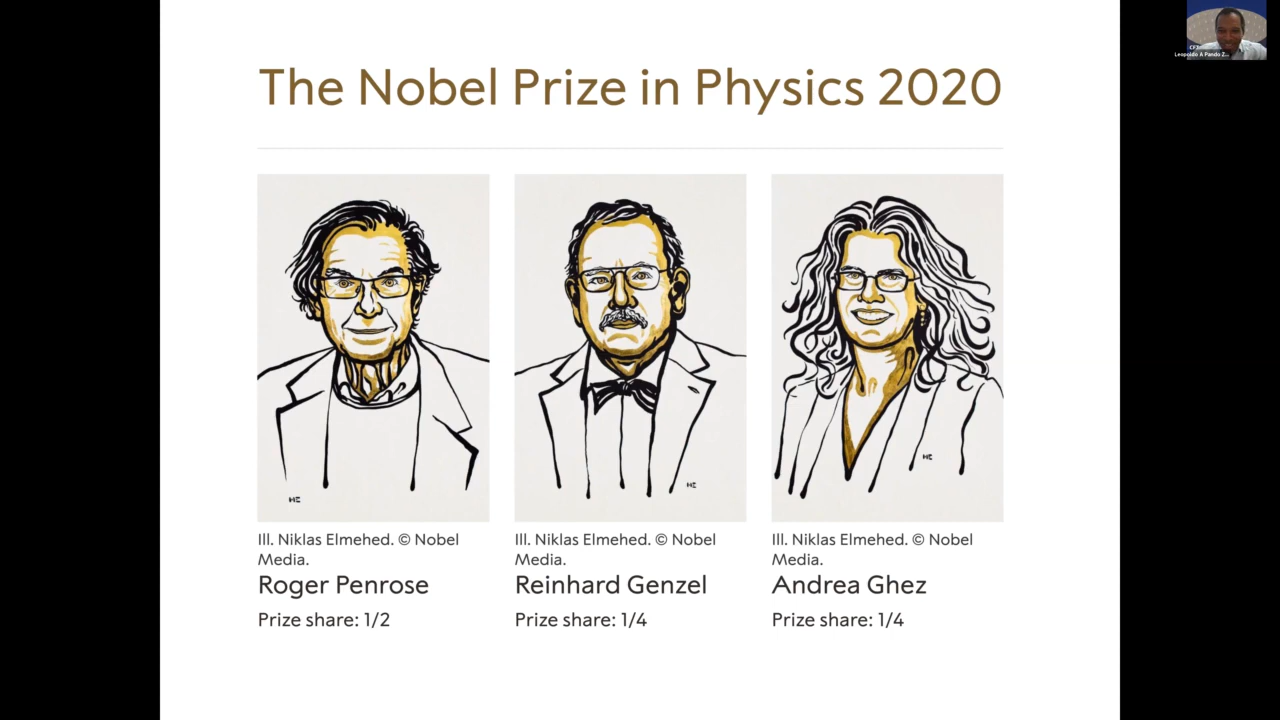 The Nobel Prize in Physics 2020
Ill. Niklas Elmehed. © Nobel
Media.
Roger Penrose
Prize share: 1/2
Ill. Niklas Elmehed. © Nobel
Media.
Reinhard Genzel
Prize share: 1/4
Ill. Niklas Elmehed. © Nobel
Media.
Andrea Ghez
Prize share: 1/4
Leopoldo A Pando Z...